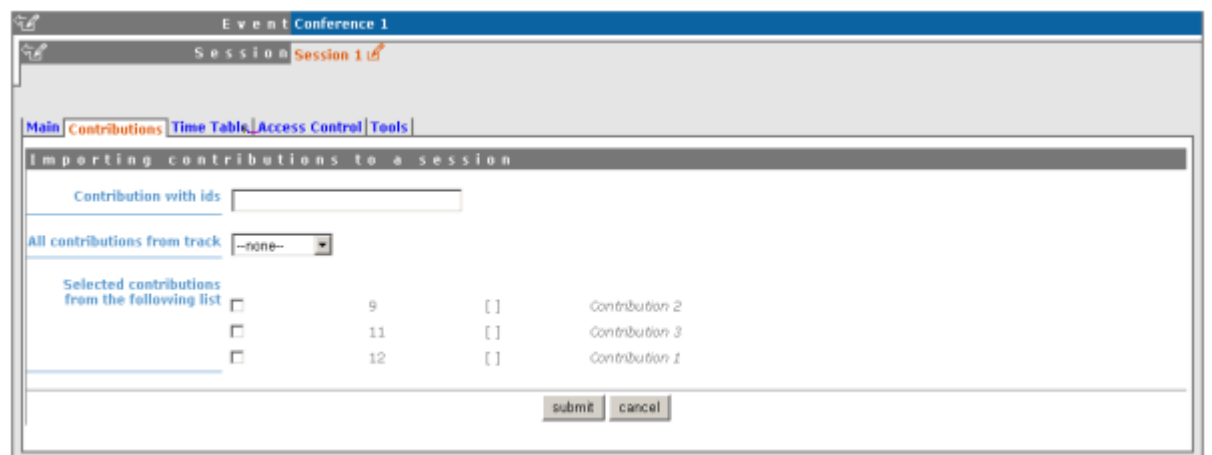 Event Conference 1
Session Session 1
Main Contributions Time Table Access Control Tools
Importing contributions to a session
Contribution with ids
All contributions from track --none--
Selected contributions
from the following list
9 [ ] Contribution 2
11 [ ] Contribution 3
12 [ ] Contribution 1
submit cancel